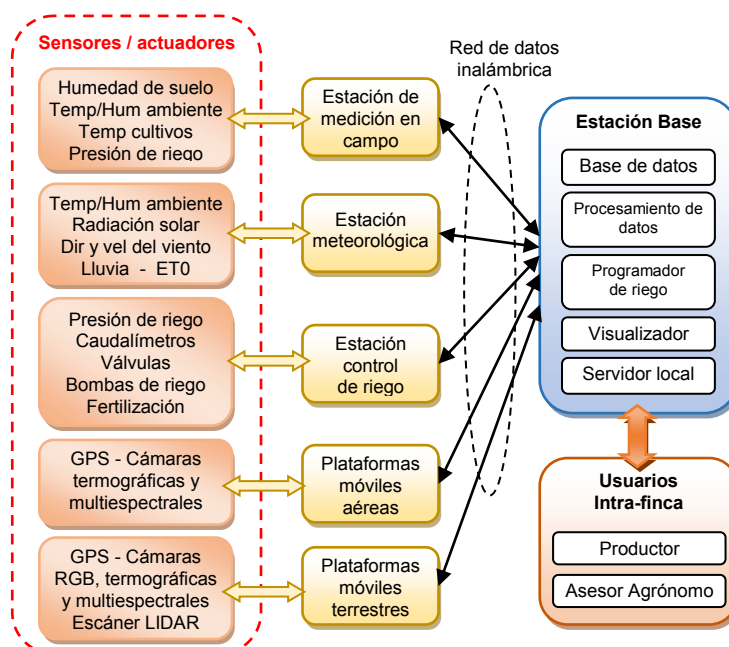 Sensores / actuadores
Humedad de suelo
Temp/Hum ambiente
Temp cultivos
Presión de riego
Temp/Hum ambiente
Radiación solar
Dir y vel del viento
Lluvia - ET0
Presión de riego
Caudalímetros
Válvulas
Bombas de riego
Fertilización
GPS - Cámaras
termográficas y
multiespectrales
GPS - Cámaras
RGB, termográficas
y multiespectrales
Escáner LIDAR
Estación de
medición en
campo
Estación
meteorológica
Estación
control
de riego
Plataformas
móviles
aéreas
Plataformas
móviles
terrestres
Red de datos
inalámbrica
Estación Base
Base de datos
Procesamiento de
datos
Programador
de riego
Visualizador
Servidor local
Usuarios
Intra-finca
Productor
Asesor Agrónomo